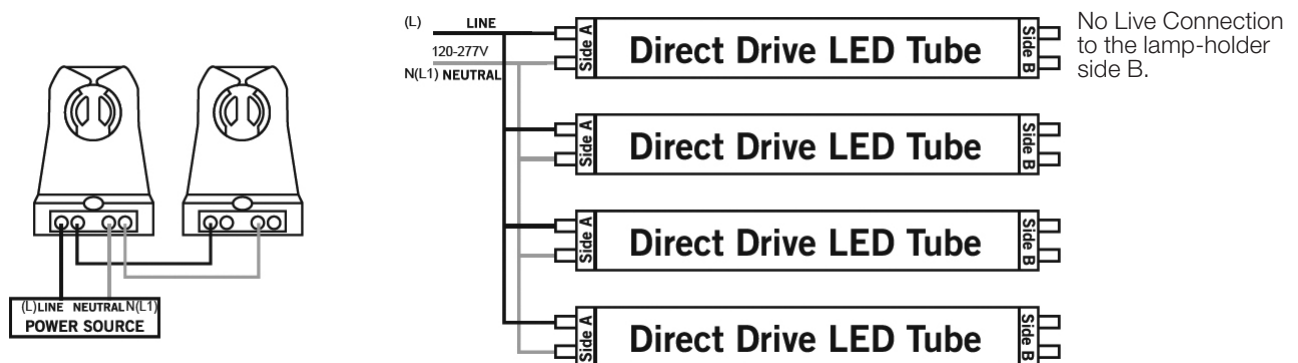 (L) LINE
120-277V
N(L1) NEUTRAL
Side A
Direct Drive LED Tube
Side B
No Live Connection
to the lamp-holder
side B.
Side A
Direct Drive LED Tube
Side B
Side A
Direct Drive LED Tube
Side B
Side A
Direct Drive LED Tube
Side B
(L)LINE NEUTRAL N(L1)
POWER SOURCE